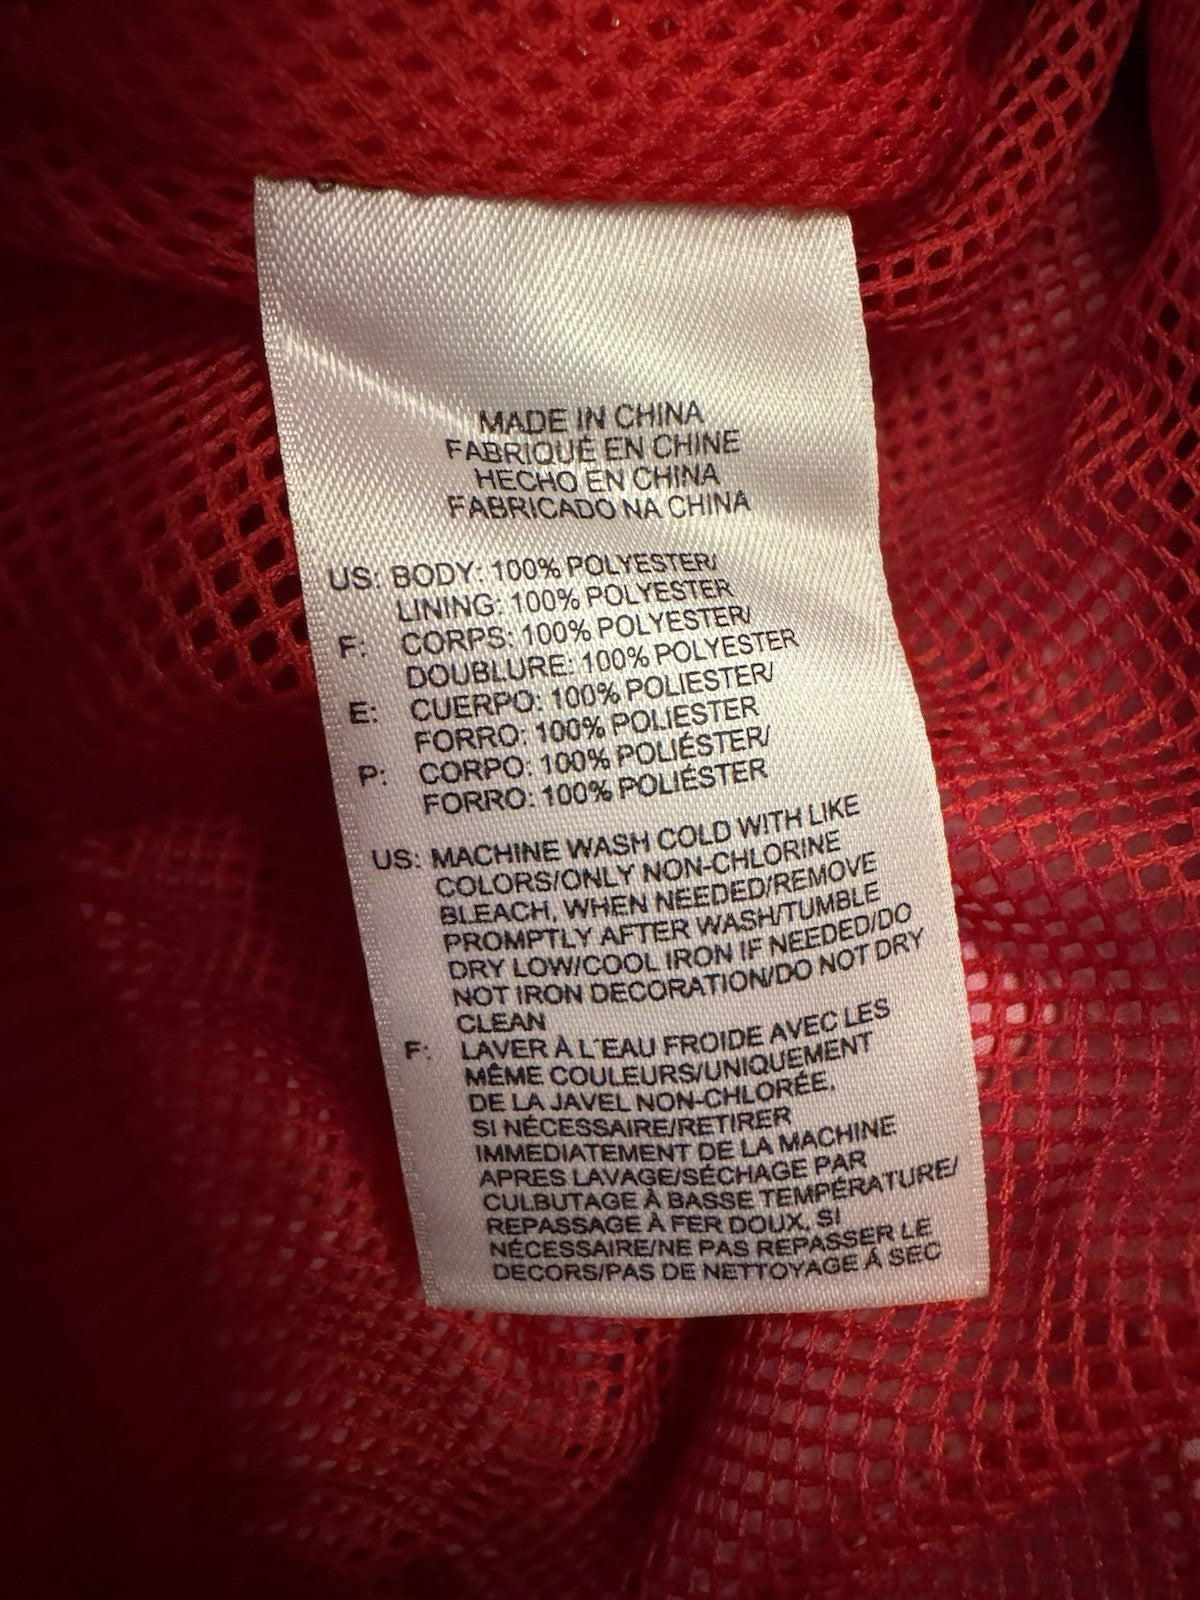 MADE IN CHINA
FABRIQUÉ EN CHINE
HECHO EN CHINA
FABRICADO NA CHINA
US: BODY: 100% POLYESTER/
LINING: 100% POLYESTER
F: CORPS: 100% POLYESTER/
DOUBLURE: 100% POLYESTER
E: CUERPO: 100% POLIESTER/
FORRO: 100% POLIESTER
P: CORPO: 100% POLIÉSTER/
FORRO: 100% POLIÉSTER
US: MACHINE WASH COLD WITH LIKE
COLORS/ONLY NON-CHLORINE
BLEACH, WHEN NEEDED/REMOVE
PROMPTLY AFTER WASH/TUMBLE
DRY LOW/COOL IRON IF NEEDED/DO
NOT IRON DECORATION/DO NOT DRY
CLEAN
F: LAVER À L'EAU FROIDE AVEC LES
MÊME COULEURS/UNIQUEMENT
DE LA JAVEL NON-CHLORÉE,
SI NÉCESSAIRE/RETIRER
IMMEDIATEMENT DE LA MACHINE
APRES LAVAGE/SÉCHAGE PAR
CULBUTAGE À BASSE TEMPÉRATURE/
REPASSAGE À FER DOUX, SI
NÉCESSAIRE/NE PAS REPASSER LE
DECORS/PAS DE NETTOYAGE À SEC